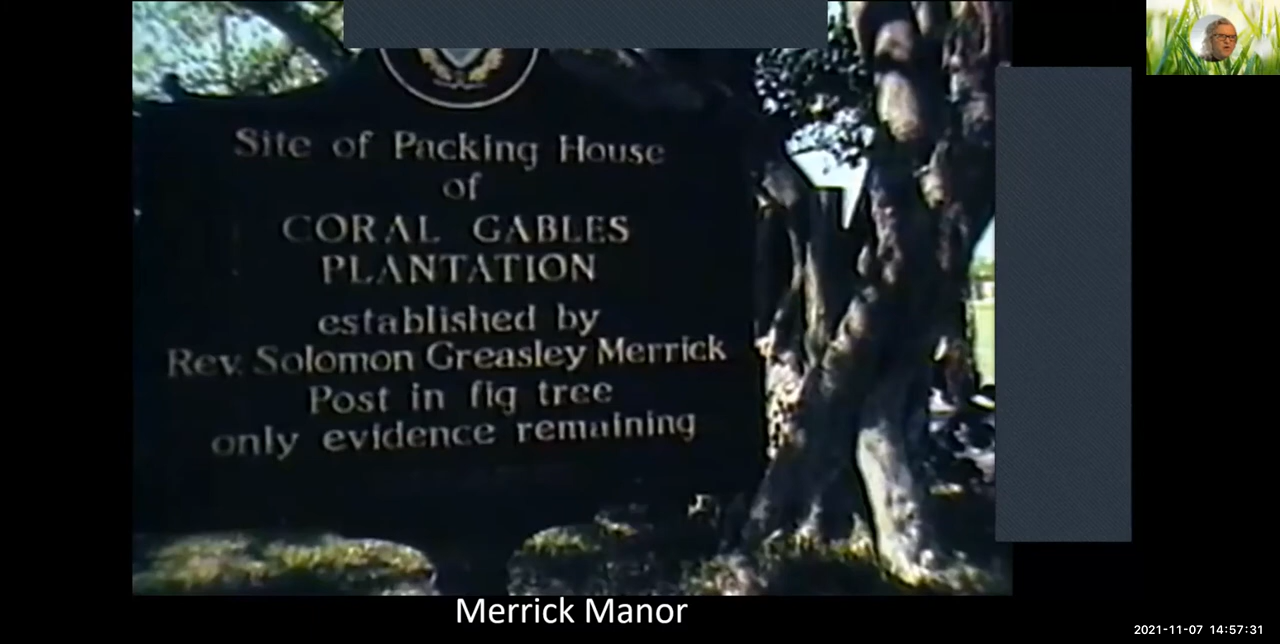 Site of Packing House
of
CORAL GABLES
PLANTATION
established by
Rev. Solomon Greasley Merrick
Post in fig tree
only evidence remaining
Merrick Manor
2021-11-07 14:57:31